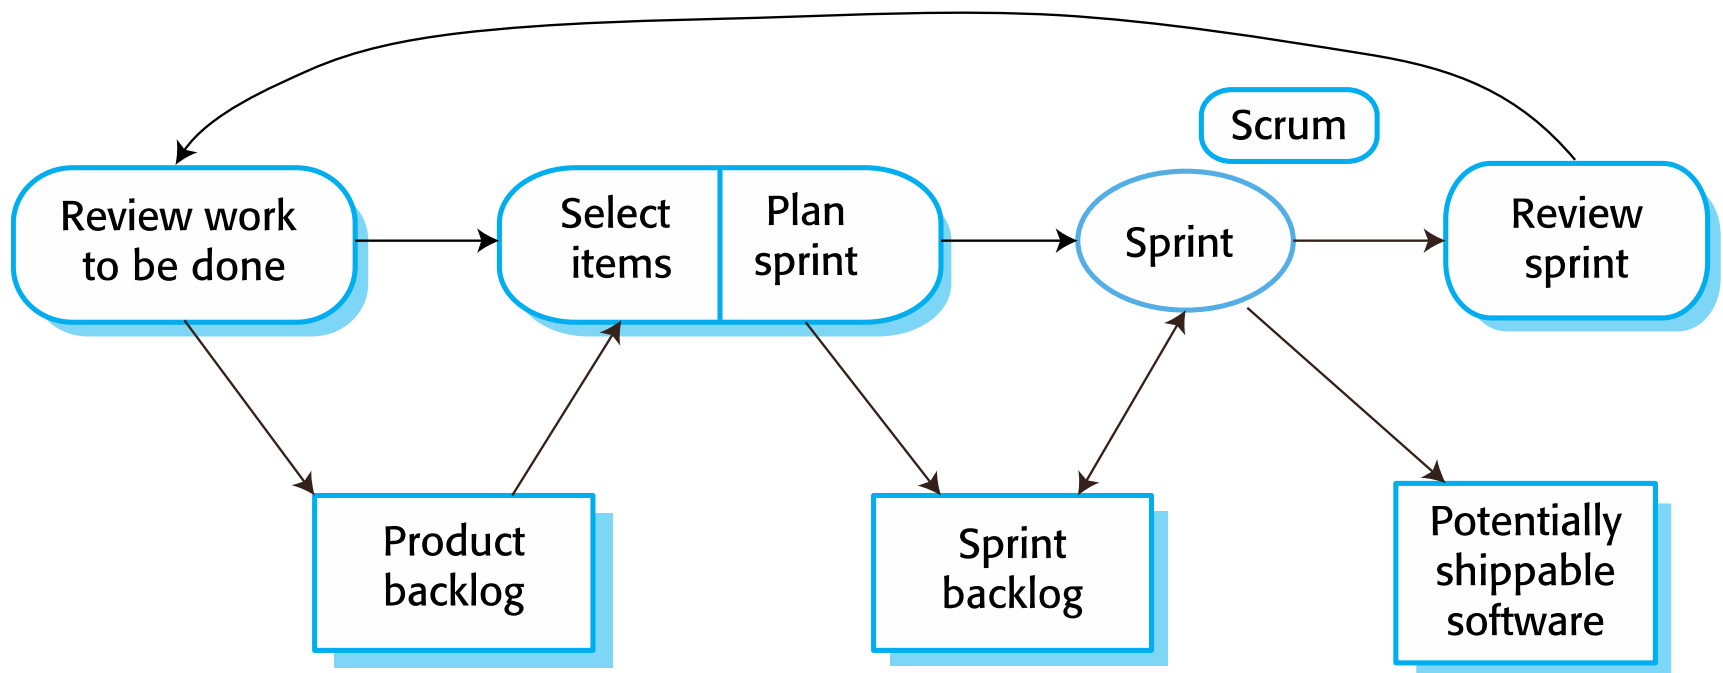 Scrum
Review work
to be done
Select
items
Plan
sprint
Sprint
Review
sprint
Product
backlog
Sprint
backlog
Potentially
shippable
software